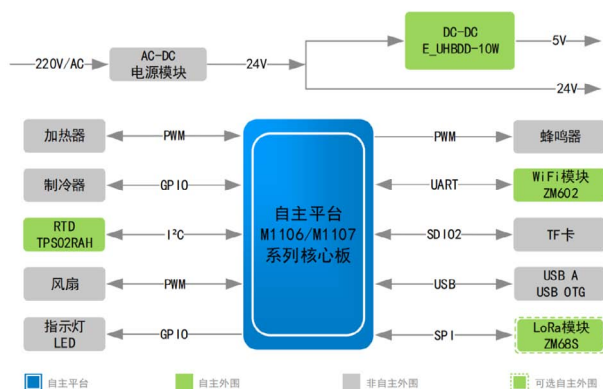 220V/AC
AC-DC
电源模块
24V
DC-DC
E_UHBDD-10W
5V
24V
加热器
PWM
制冷器
GPIO
RTD
TPS02RAH
I²C
风扇
PWM
指示灯
LED
GPIO
自主平台
M1106/M1107
系列核心板
PWM
蜂鸣器
UART
WiFi模块
ZM602
SDIO2
TF卡
USB
USB A
USB OTG
SPI
LoRa模块
ZM68S
自主平台
自主外围
非自主外围
可选自主外围